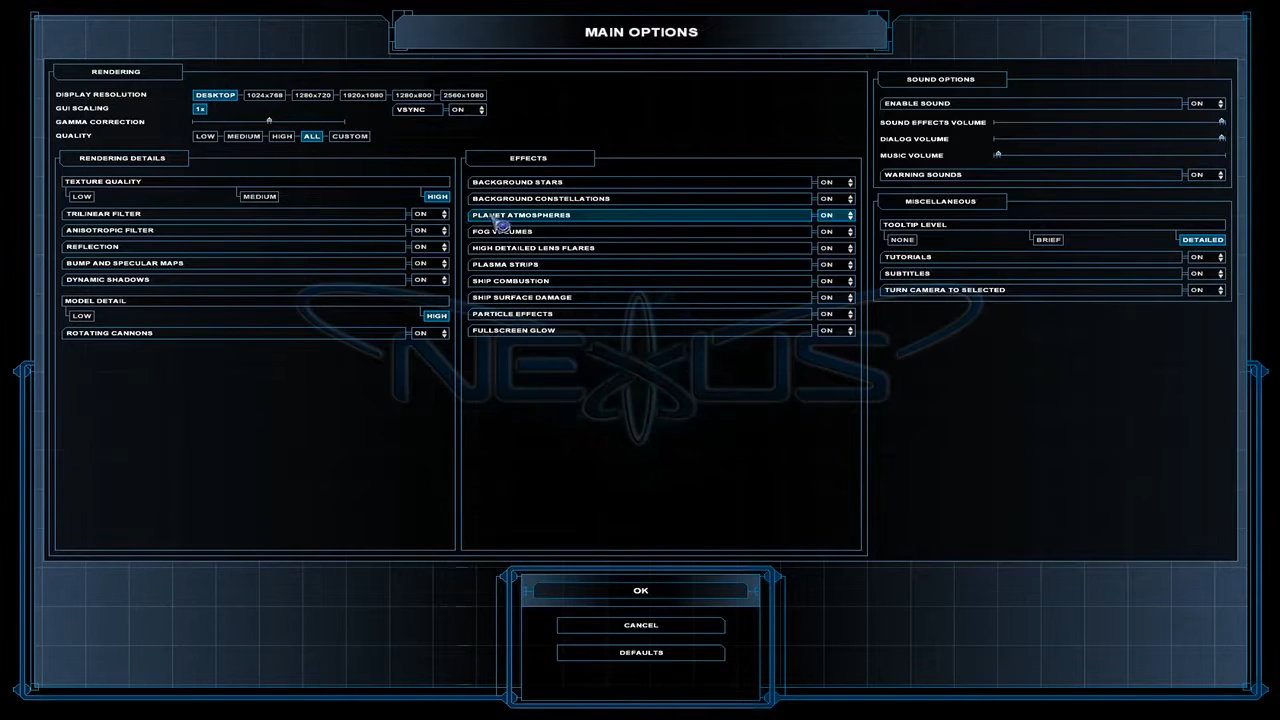 MAIN OPTIONS
RENDERING
DISPLAY RESOLUTION DESKTOP 1024x768 1280x720 1920x1080 1280x800 2560x1080
GUI SCALING 1x VSYNC ON
GAMMA CORRECTION
QUALITY LOW MEDIUM HIGH ALL CUSTOM
RENDERING DETAILS
TEXTURE QUALITY
LOW MEDIUM HIGH
TRILINEAR FILTER ON
ANISOTROPIC FILTER ON
REFLECTION ON
BUMP AND SPECULAR MAPS ON
DYNAMIC SHADOWS ON
MODEL DETAIL
LOW HIGH
ROTATING CANNONS ON
EFFECTS
BACKGROUND STARS ON
BACKGROUND CONSTELLATIONS ON
PLANET ATMOSPHERES ON
FOG VOLUMES ON
HIGH DETAILED LENS FLARES ON
PLASMA STRIPS ON
SHIP COMBUSTION ON
SHIP SURFACE DAMAGE ON
PARTICLE EFFECTS ON
FULLSCREEN GLOW ON
SOUND OPTIONS
ENABLE SOUND ON
SOUND EFFECTS VOLUME
DIALOG VOLUME
MUSIC VOLUME
WARNING SOUNDS ON
MISCELLANEOUS
TOOLTIP LEVEL
NONE BRIEF DETAILED
TUTORIALS ON
SUBTITLES ON
TURN CAMERA TO SELECTED ON
NEXUS
OK
CANCEL
DEFAULTS